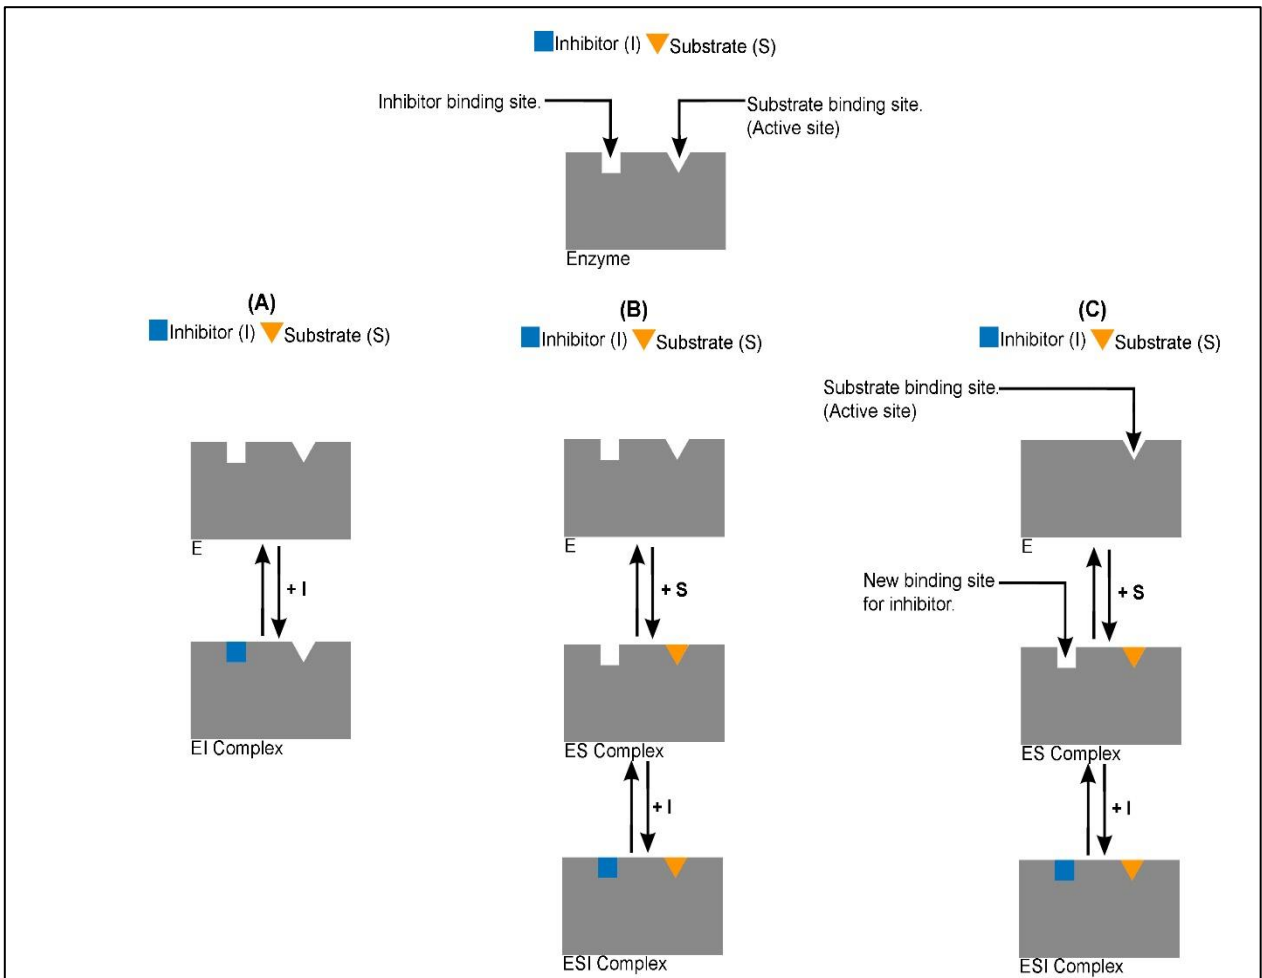 Inhibitor (I) Substrate (S)
Inhibitor binding site.
Substrate binding site.
(Active site)
Enzyme
(A)
Inhibitor (I) Substrate (S)
E
+ I
EI Complex
(B)
Inhibitor (I) Substrate (S)
E
+ S
ES Complex
+ I
ESI Complex
(C)
Inhibitor (I) Substrate (S)
Substrate binding site.
(Active site)
E
New binding site
for inhibitor.
+ S
ES Complex
+ I
ESI Complex